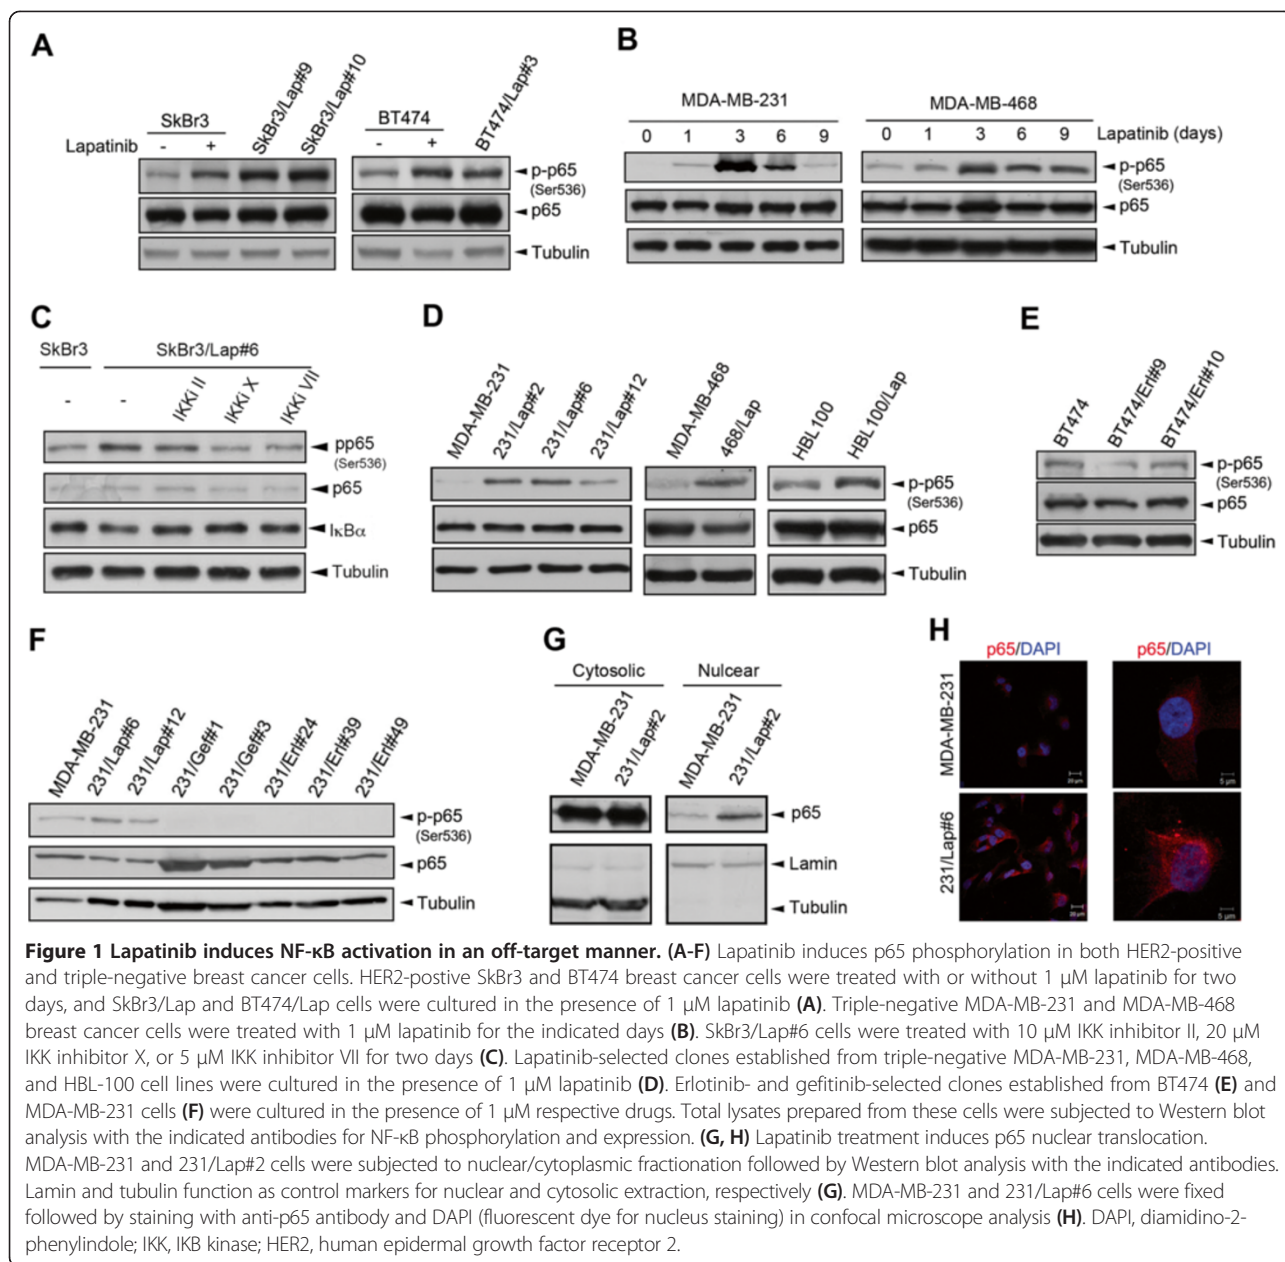 A
SkBr3
SkBr3/Lap#9
SkBr3/Lap#10
BT474
BT474/Lap#3
Lapatinib - + - +
p-p65
(Ser536)
p65
Tubulin
B
MDA-MB-231
MDA-MB-468
0 1 3 6 9 0 1 3 6 9 Lapatinib (days)
p-p65
(Ser536)
p65
Tubulin
C
SkBr3 SkBr3/Lap#6
- - IKKi II IKKi X IKKi VII
pp65
(Ser536)
p65
IκBα
Tubulin
D
MDA-MB-231
231/Lap#2
231/Lap#6
231/Lap#12
MDA-MB-468
468/Lap
HBL100
HBL100/Lap
p-p65
(Ser536)
p65
Tubulin
E
BT474
BT474/Erl#9
BT474/Erl#10
p-p65
(Ser536)
p65
Tubulin
F
MDA-MB-231
231/Lap#6
231/Lap#12
231/Gef#1
231/Gef#3
231/Erl#24
231/Erl#39
231/Erl#49
p-p65
(Ser536)
p65
Tubulin
G
Cytosolic Nulcear
MDA-MB-231
231/Lap#2
MDA-MB-231
231/Lap#2
p65
Lamin
Tubulin
H
p65/DAPI p65/DAPI
MDA-MB-231
20 µm
5 µm
231/Lap#6
20 µm
5 µm
Figure 1 Lapatinib induces NF-κB activation in an off-target manner. (A-F) Lapatinib induces p65 phosphorylation in both HER2-positive
and triple-negative breast cancer cells. HER2-postive SkBr3 and BT474 breast cancer cells were treated with or without 1 μM lapatinib for two
days, and SkBr3/Lap and BT474/Lap cells were cultured in the presence of 1 μM lapatinib (A). Triple-negative MDA-MB-231 and MDA-MB-468
breast cancer cells were treated with 1 μM lapatinib for the indicated days (B). SkBr3/Lap#6 cells were treated with 10 μM IKK inhibitor II, 20 μM
IKK inhibitor X, or 5 μM IKK inhibitor VII for two days (C). Lapatinib-selected clones established from triple-negative MDA-MB-231, MDA-MB-468,
and HBL-100 cell lines were cultured in the presence of 1 μM lapatinib (D). Erlotinib- and gefitinib-selected clones established from BT474 (E) and
MDA-MB-231 cells (F) were cultured in the presence of 1 μM respective drugs. Total lysates prepared from these cells were subjected to Western blot
analysis with the indicated antibodies for NF-κB phosphorylation and expression. (G, H) Lapatinib treatment induces p65 nuclear translocation.
MDA-MB-231 and 231/Lap#2 cells were subjected to nuclear/cytoplasmic fractionation followed by Western blot analysis with the indicated antibodies.
Lamin and tubulin function as control markers for nuclear and cytosolic extraction, respectively (G). MDA-MB-231 and 231/Lap#6 cells were fixed
followed by staining with anti-p65 antibody and DAPI (fluorescent dye for nucleus staining) in confocal microscope analysis (H). DAPI, diamidino-2-
phenylindole; IKK, IKB kinase; HER2, human epidermal growth factor receptor 2.